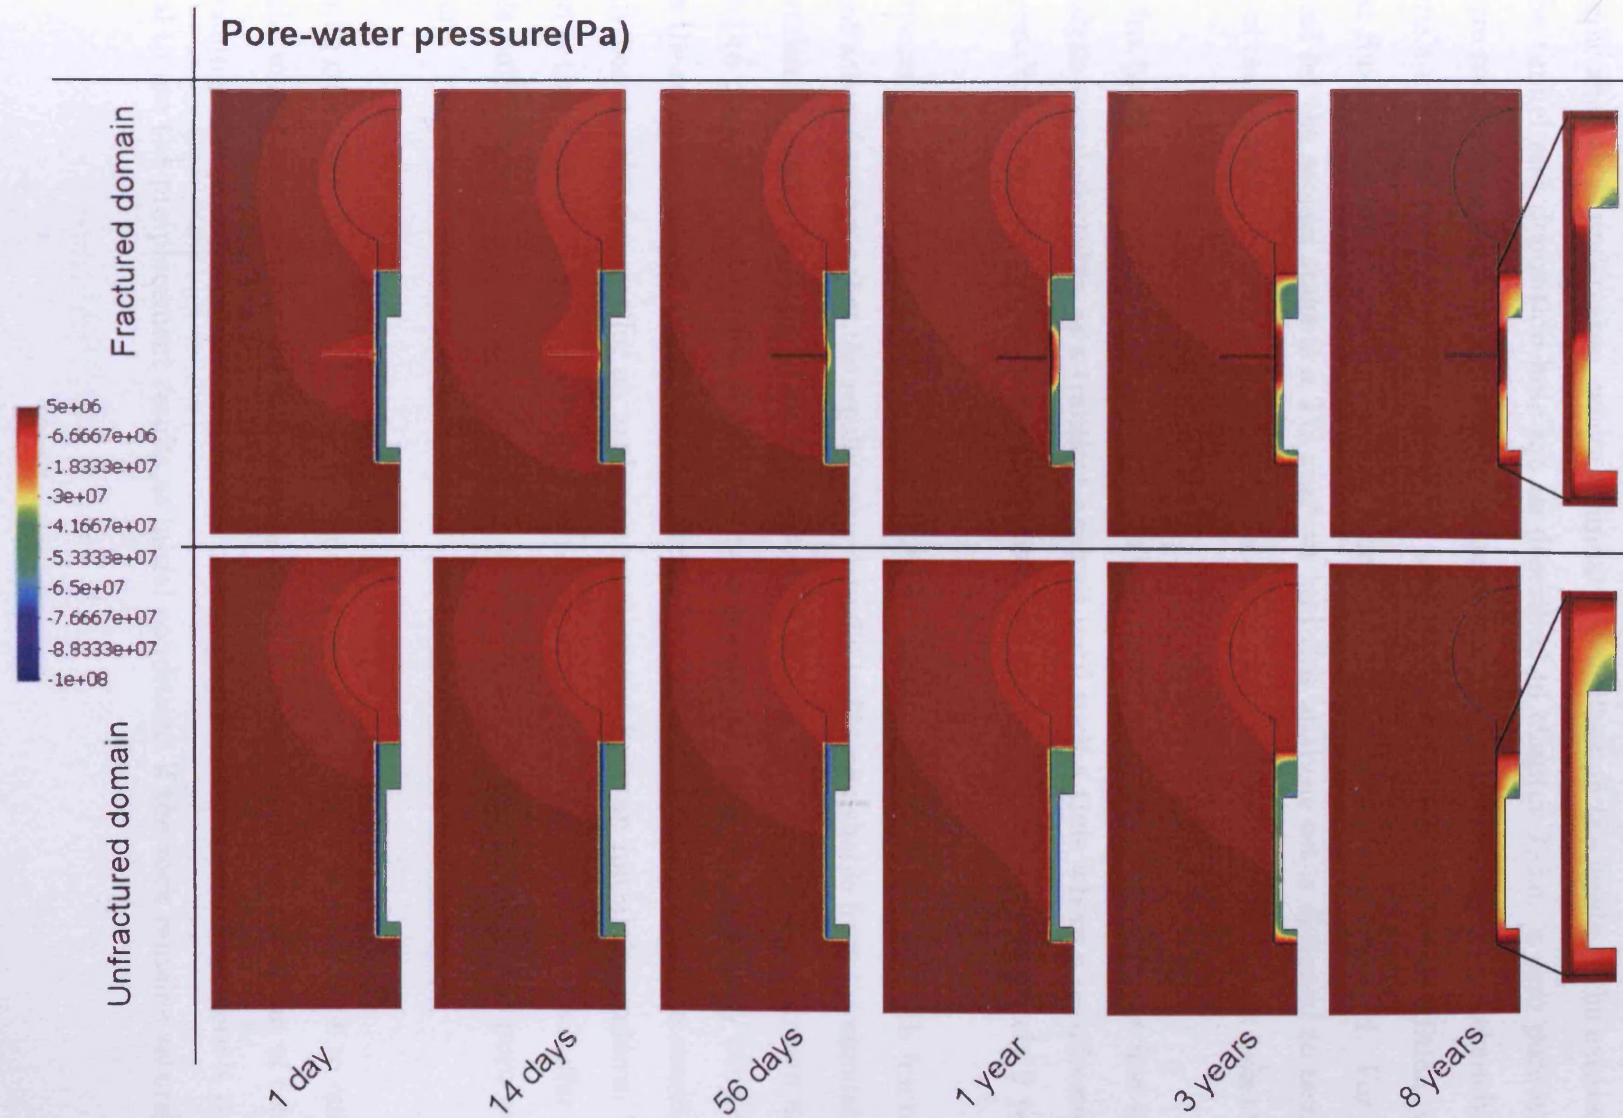 Pore-water pressure(Pa)
Fractured domain
5e+06
-6.6667e+06
-1.8333e+07
-3e+07
-4.1667e+07
-5.3333e+07
-6.5e+07
-7.6667e+07
-8.8333e+07
-1e+08
Unfractured domain
1 day
14 days
56 days
1 year
3 years
8 years